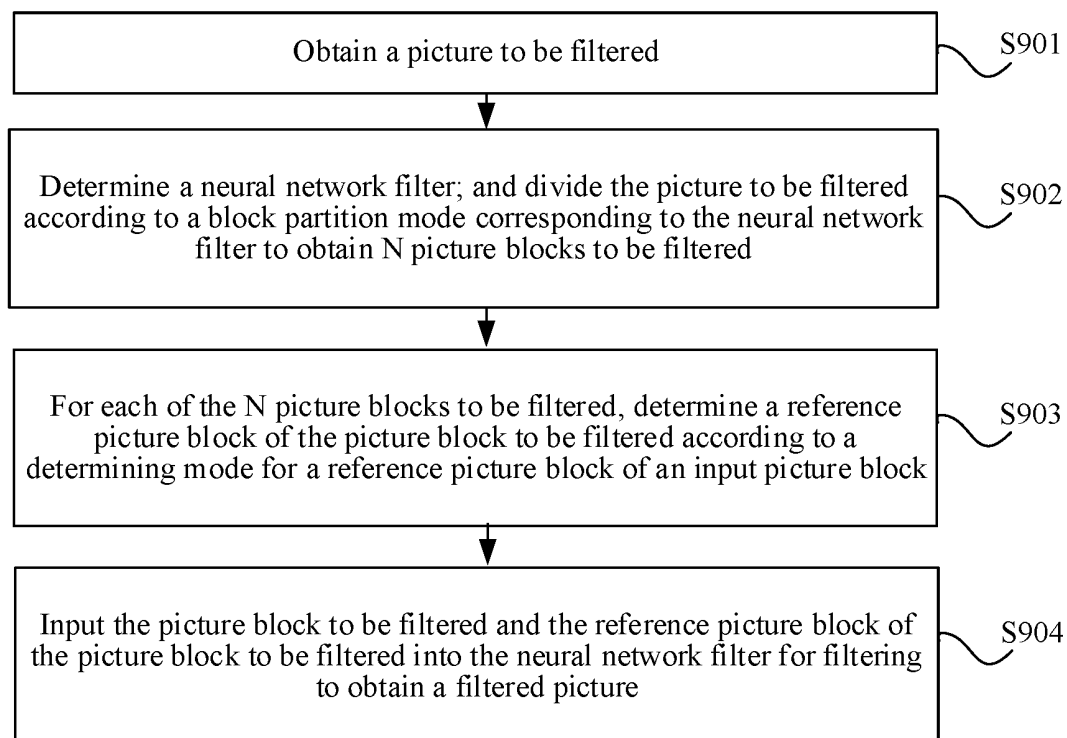 Obtain a picture to be filtered
S901
Determine a neural network filter; and divide the picture to be filtered
according to a block partition mode corresponding to the neural network
filter to obtain N picture blocks to be filtered
S902
For each of the N picture blocks to be filtered, determine a reference
picture block of the picture block to be filtered according to a
determining mode for a reference picture block of an input picture block
S903
Input the picture block to be filtered and the reference picture block of
the picture block to be filtered into the neural network filter for filtering
to obtain a filtered picture
S904